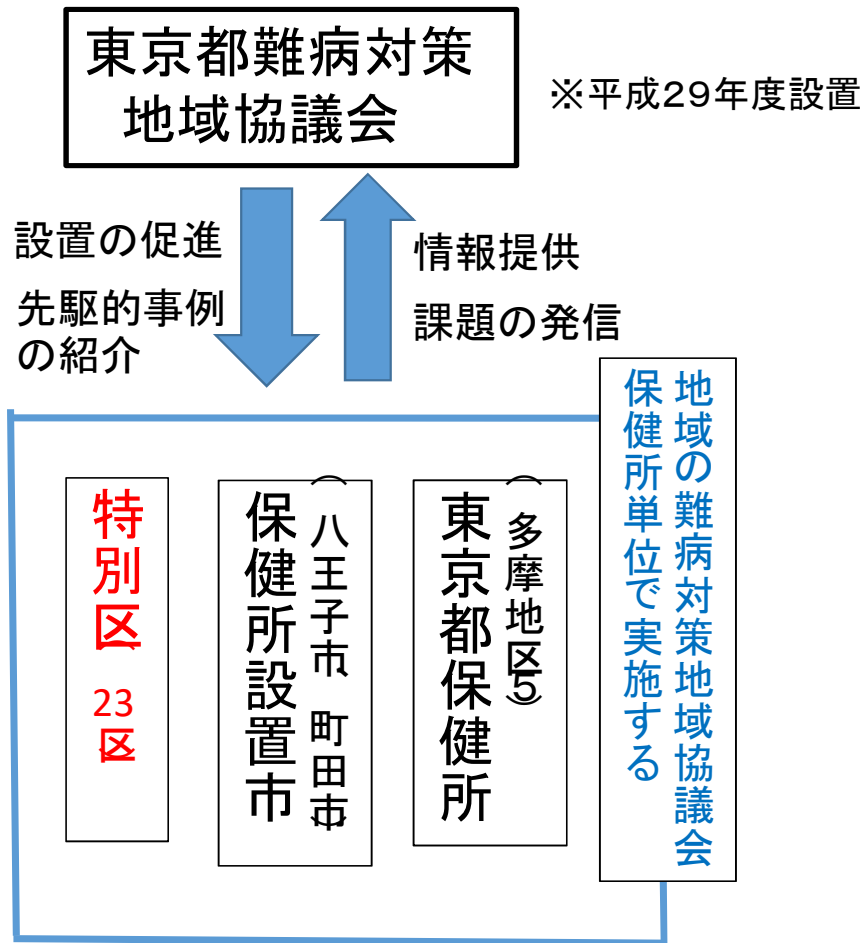 東京都難病対策
地域協議会
※平成29年度設置
設置の促進
先駆的事例
の紹介
情報提供
課題の発信
地域の難病対策地域協議会
保健所単位で実施する
(多摩地区5)
東京都保健所
(八王子市、町田市)
保健所設置市
特別区(23区)